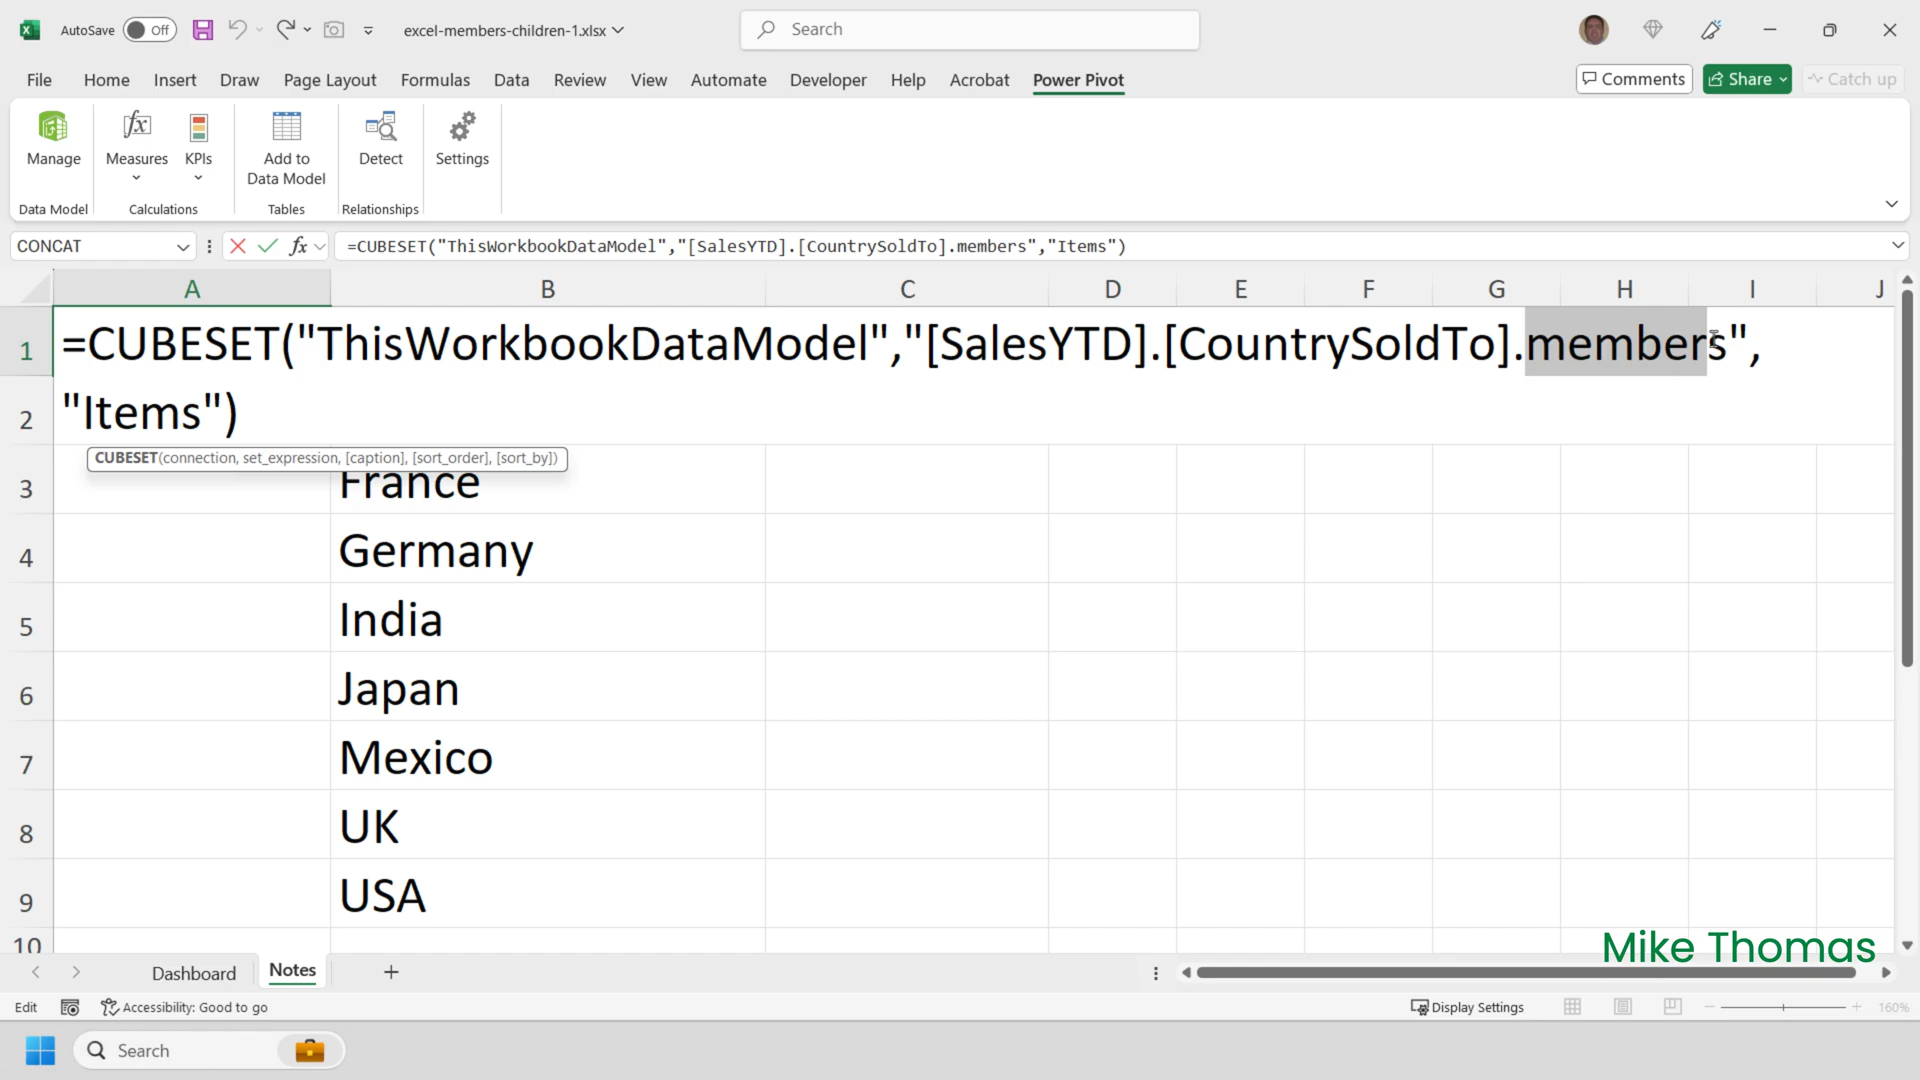 AutoSave Off excel-members-children-1.xlsx Search
File Home Insert Draw Page Layout Formulas Data Review View Automate Developer Help Acrobat Power Pivot Comments Share Catch up
Manage Measures KPIs Add to Data Model Detect Settings
Data Model Calculations Tables Relationships
CONCAT fx =CUBESET("ThisWorkbookDataModel","[SalesYTD].[CountrySoldTo].members","Items")
A B C D E F G H I J
1 =CUBESET("ThisWorkbookDataModel","[SalesYTD].[CountrySoldTo].members",
2 "Items")
CUBESET(connection, set_expression, [caption], [sort_order], [sort_by])
3 France
4 Germany
5 India
6 Japan
7 Mexico
8 UK
9 USA
10
Mike Thomas
Dashboard Notes
Edit Accessibility: Good to go Display Settings 160%
Search